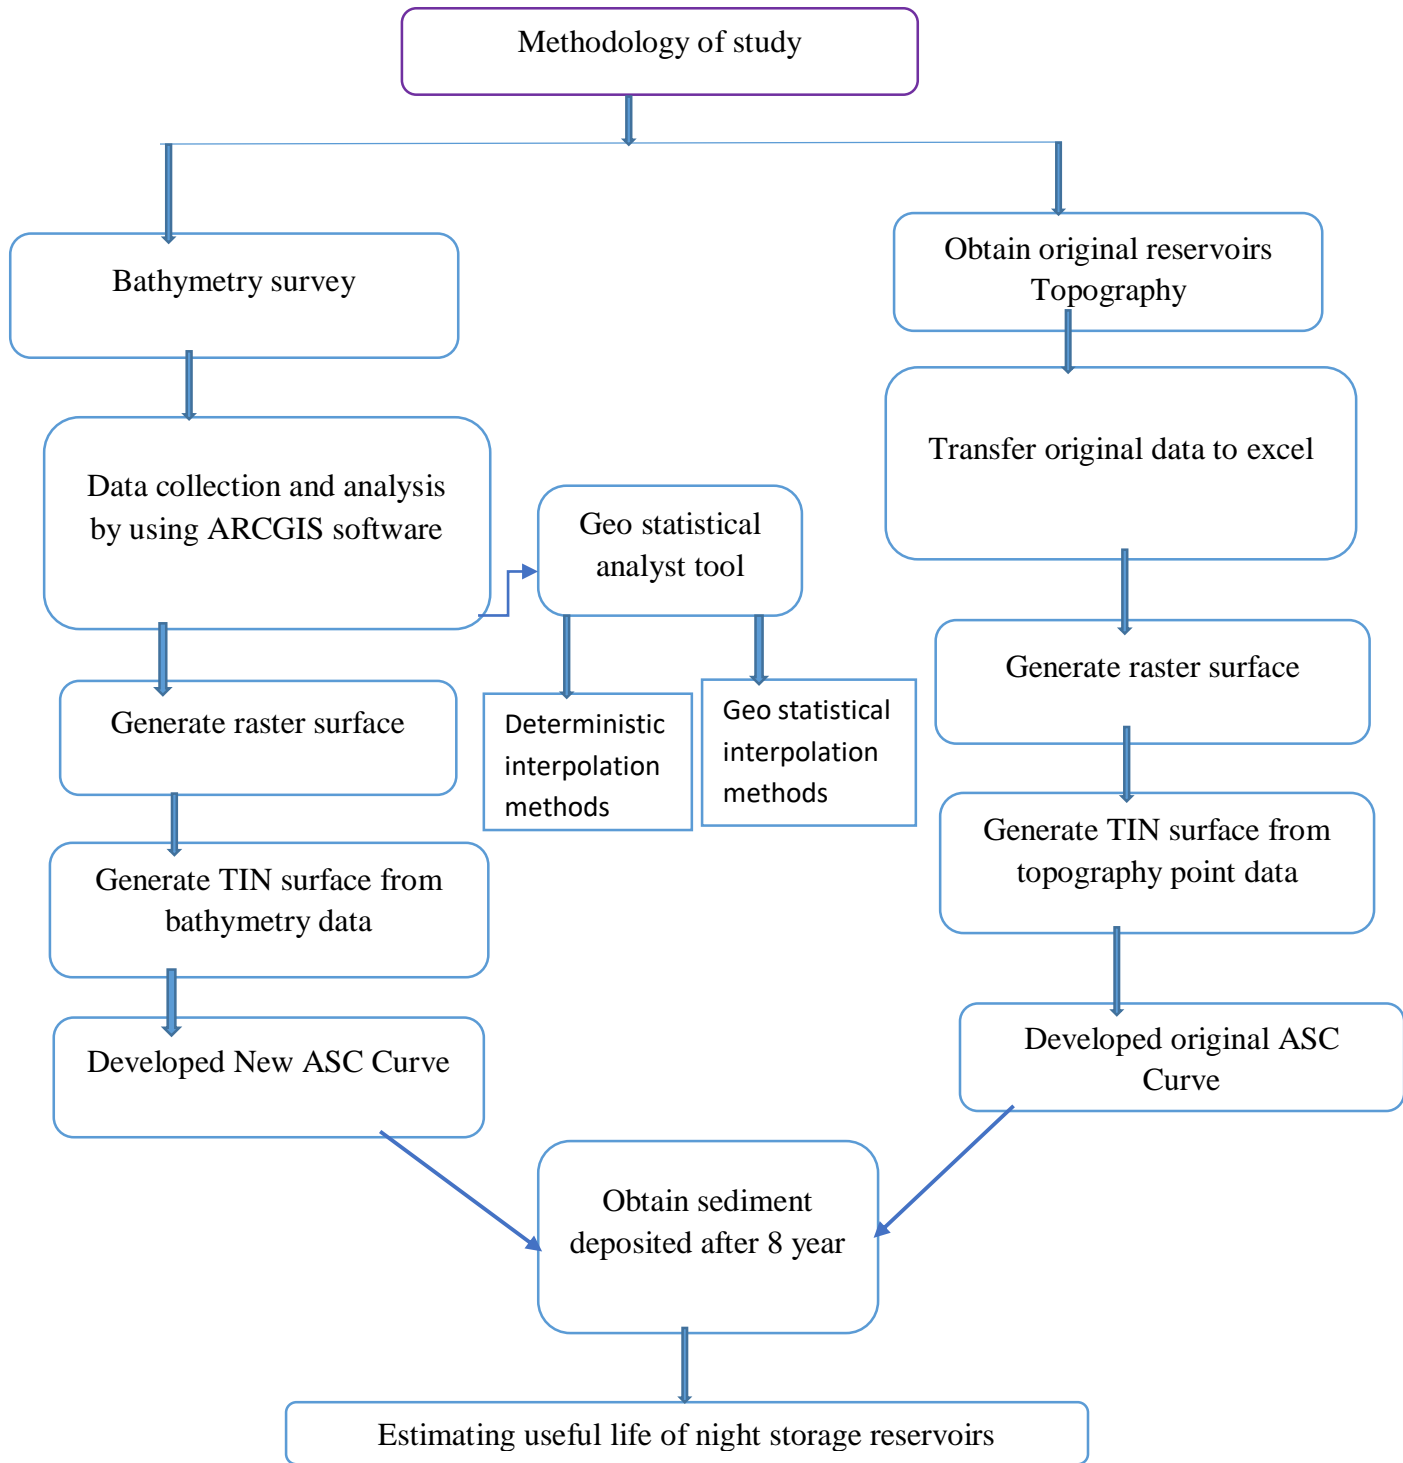 Methodology of study
Bathymetry survey
Obtain original reservoirs
Topography
Data collection and analysis
by using ARCGIS software
Geo statistical
analyst tool
Transfer original data to excel
Generate raster surface
Deterministic
interpolation
methods
Geo statistical
interpolation
methods
Generate raster surface
Generate TIN surface from
bathymetry data
Generate TIN surface from
topography point data
Developed New ASC Curve
Developed original ASC
Curve
Obtain sediment
deposited after 8 year
Estimating useful life of night storage reservoirs